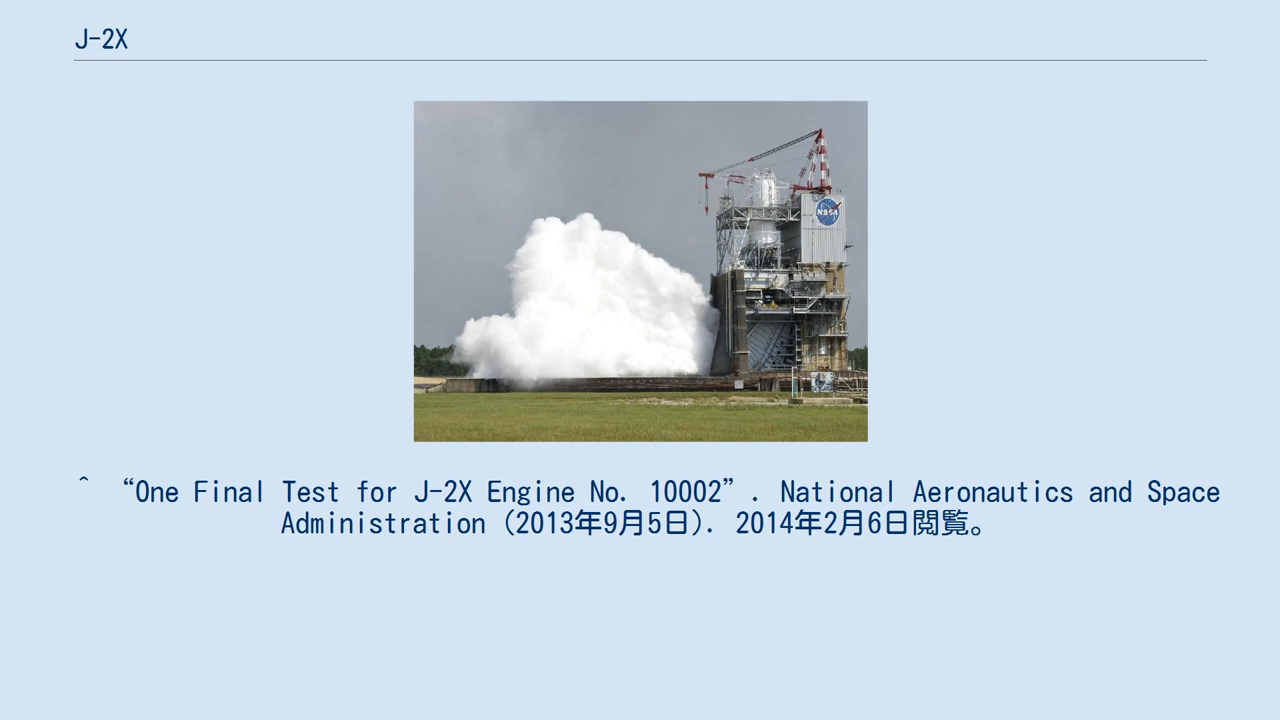 J-2X
NASA
^ “One Final Test for J-2X Engine No. 10002”. National Aeronautics and Space
Administration (2013年9月5日). 2014年2月6日閲覧。